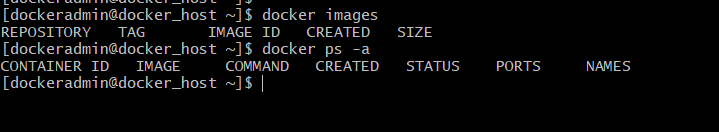 [dockeradmin@docker_host ~]$ docker images
REPOSITORY TAG IMAGE ID CREATED SIZE
[dockeradmin@docker_host ~]$ docker ps -a
CONTAINER ID IMAGE COMMAND CREATED STATUS PORTS NAMES
[dockeradmin@docker_host ~]$